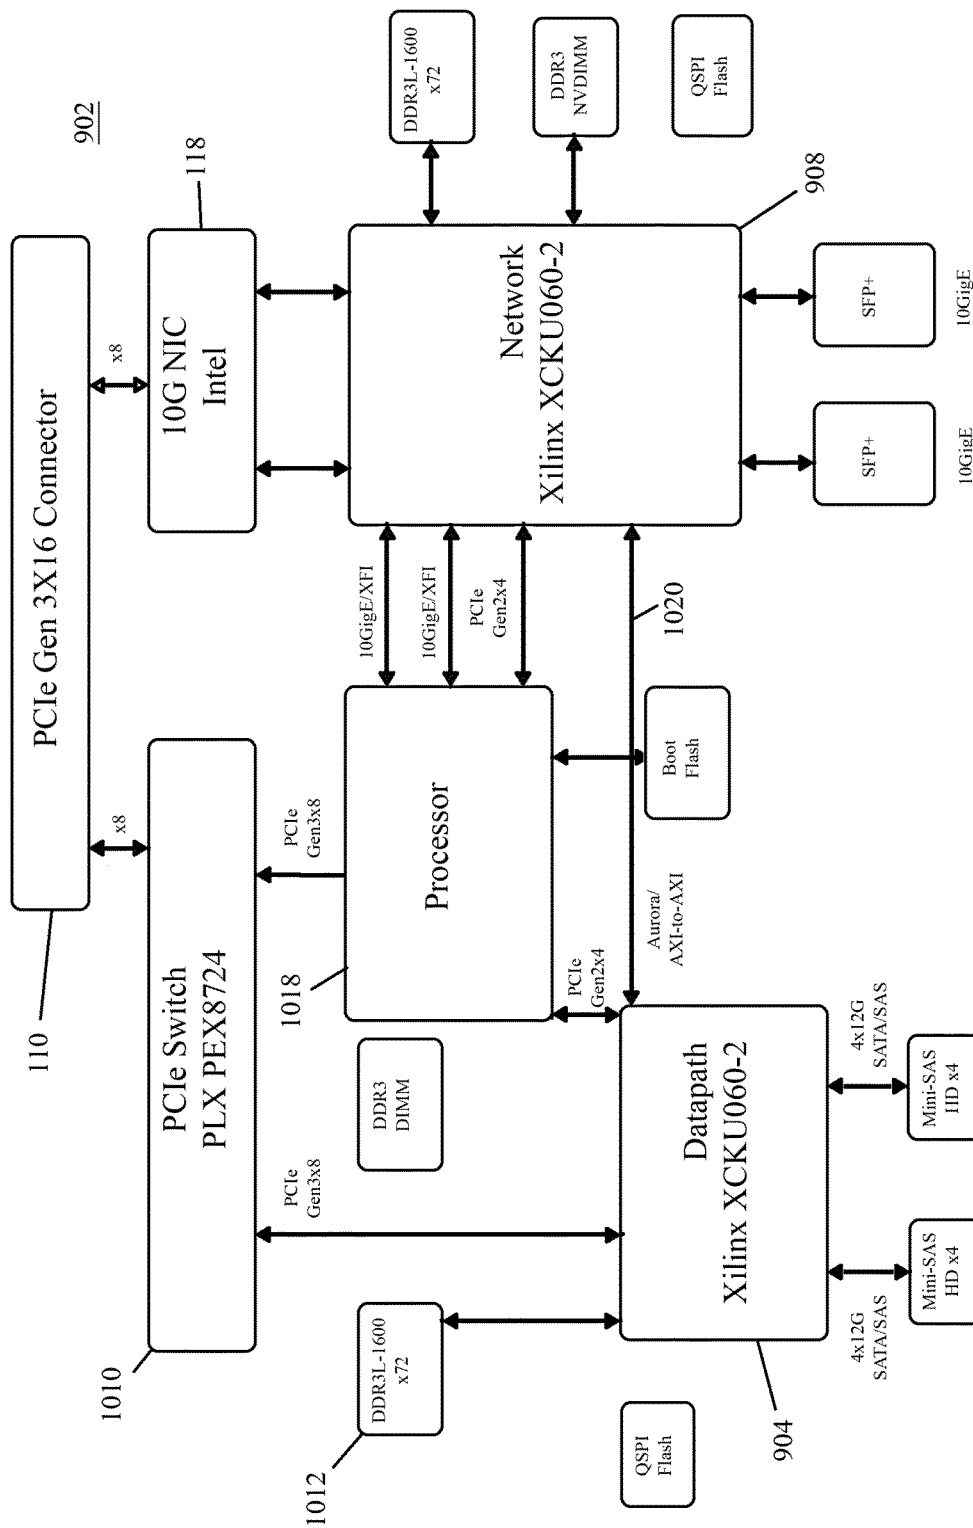 902
PCIe Gen 3X16 Connector
110
x8
x8
PCIe Switch
PLX PEX8724
1010
10G NIC
Intel
118
DDR3L-1600
x72
1012
PCIe
Gen3x8
DDR3
DIMM
PCIe
Gen3x8
Processor
1018
10GigE/XFI
10GigE/XFI
PCIe
Gen2x4
Network
Xilinx XCKU060-2
908
DDR3L-1600
x72
DDR3
NVDIMM
QSPI
Flash
QSPI
Flash
Datapath
Xilinx XCKU060-2
904
PCIe
Gen2x4
Aurora/
AXI-to-AXI
Boot
Flash
1020
SFP+
10GigE
SFP+
10GigE
4x12G
SATA/SAS
4x12G
SATA/SAS
Mini-SAS
HD x4
Mini-SAS
HD x4